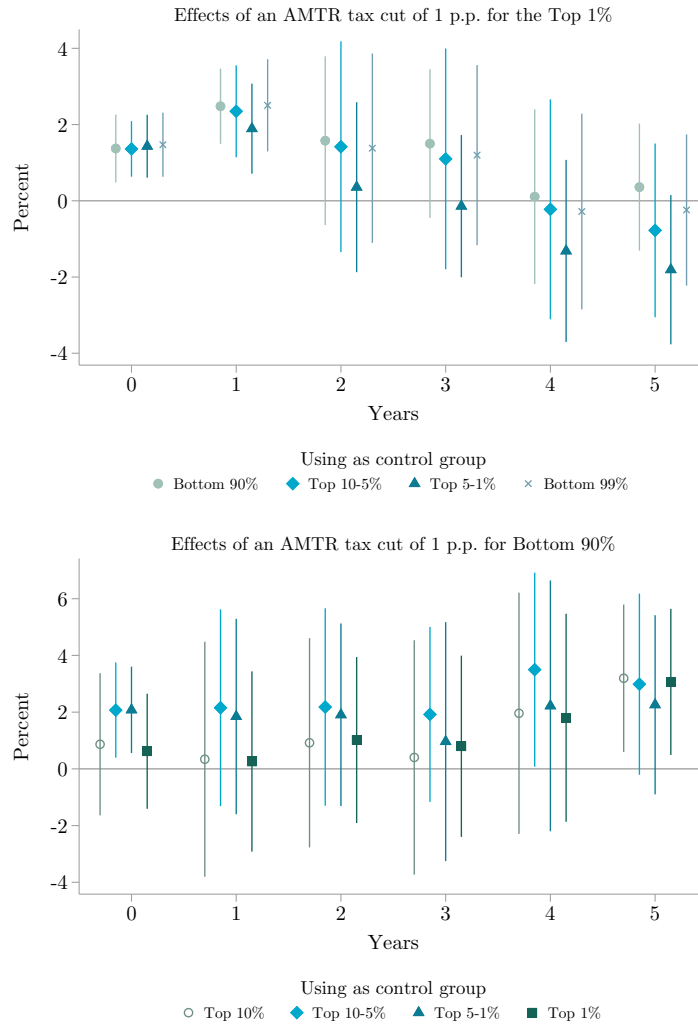 Effects of an AMTR tax cut of 1 p.p. for the Top 1%
4
2
0
-2
-4
Percent
0 1 2 3 4 5
Years
Using as control group
Bottom 90% Top 10-5% Top 5-1% Bottom 99%
Effects of an AMTR tax cut of 1 p.p. for Bottom 90%
6
4
2
0
-2
-4
Percent
0 1 2 3 4 5
Years
Using as control group
Top 10% Top 10-5% Top 5-1% Top 1%